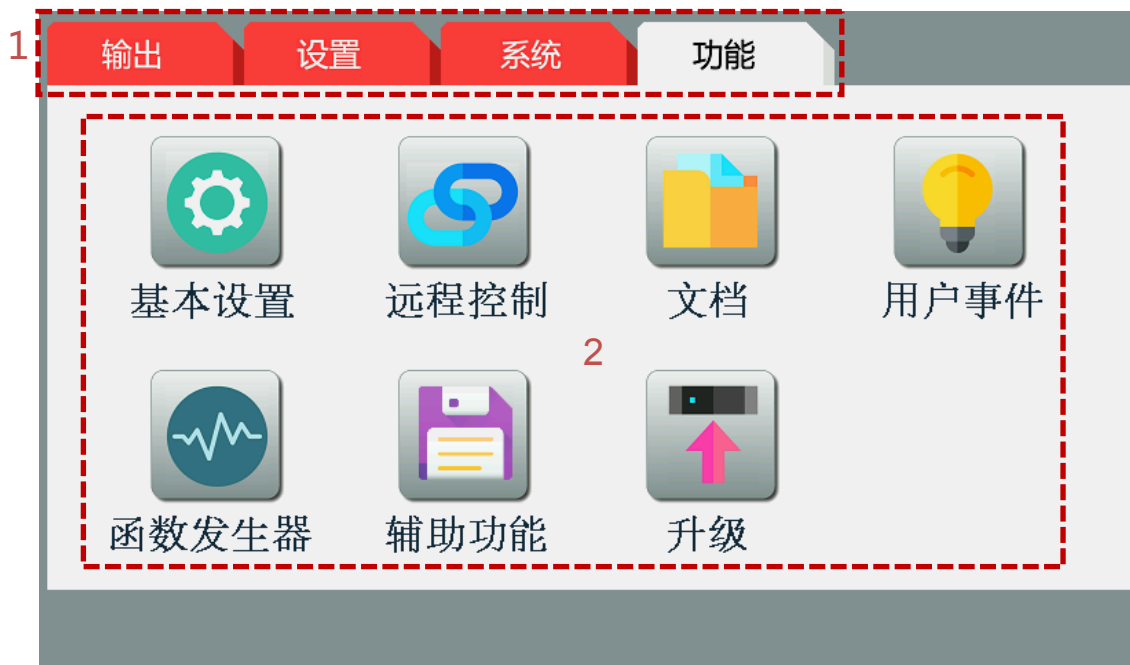 1
输出 设置 系统 功能
基本设置 远程控制 文档 用户事件
2
函数发生器 辅助功能 升级